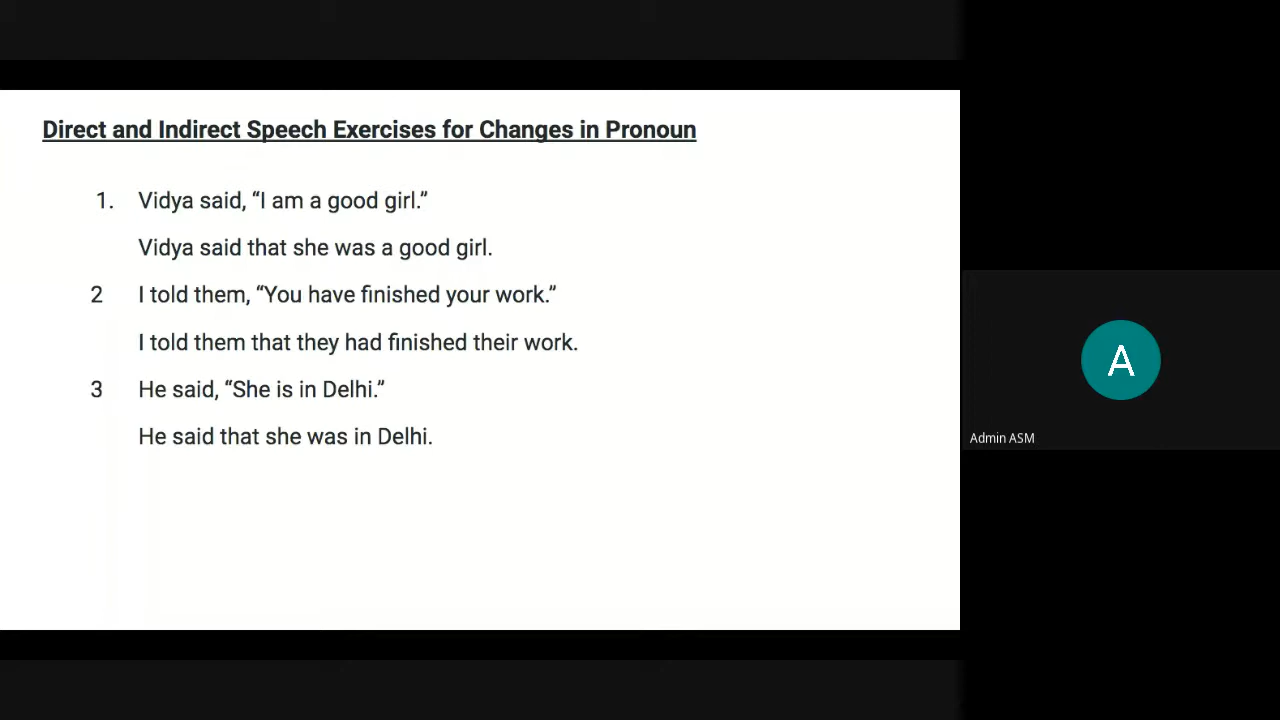 Direct and Indirect Speech Exercises for Changes in Pronoun
1. Vidya said, “I am a good girl.”
Vidya said that she was a good girl.
2 I told them, “You have finished your work.”
I told them that they had finished their work.
3 He said, “She is in Delhi.”
He said that she was in Delhi.
A
Admin ASM